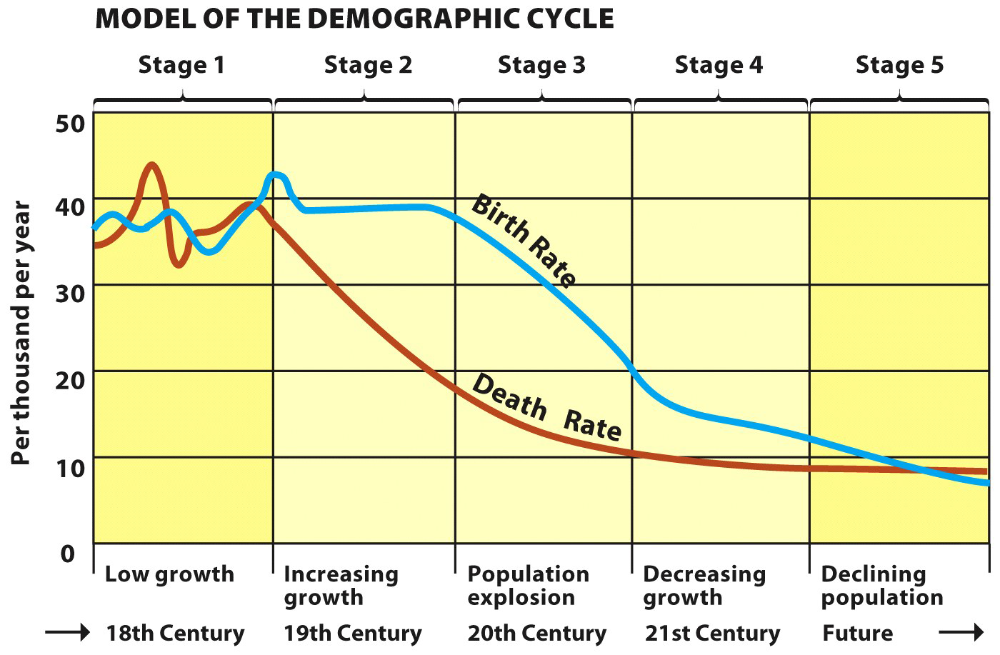 MODEL OF THE DEMOGRAPHIC CYCLE
Stage 1
Stage 2
Stage 3
Stage 4
Stage 5
Per thousand per year
50
40
30
20
10
0
Birth Rate
Death Rate
Low growth
Increasing
growth
Population
explosion
Decreasing
growth
Declining
population
18th Century
19th Century
20th Century
21st Century
Future